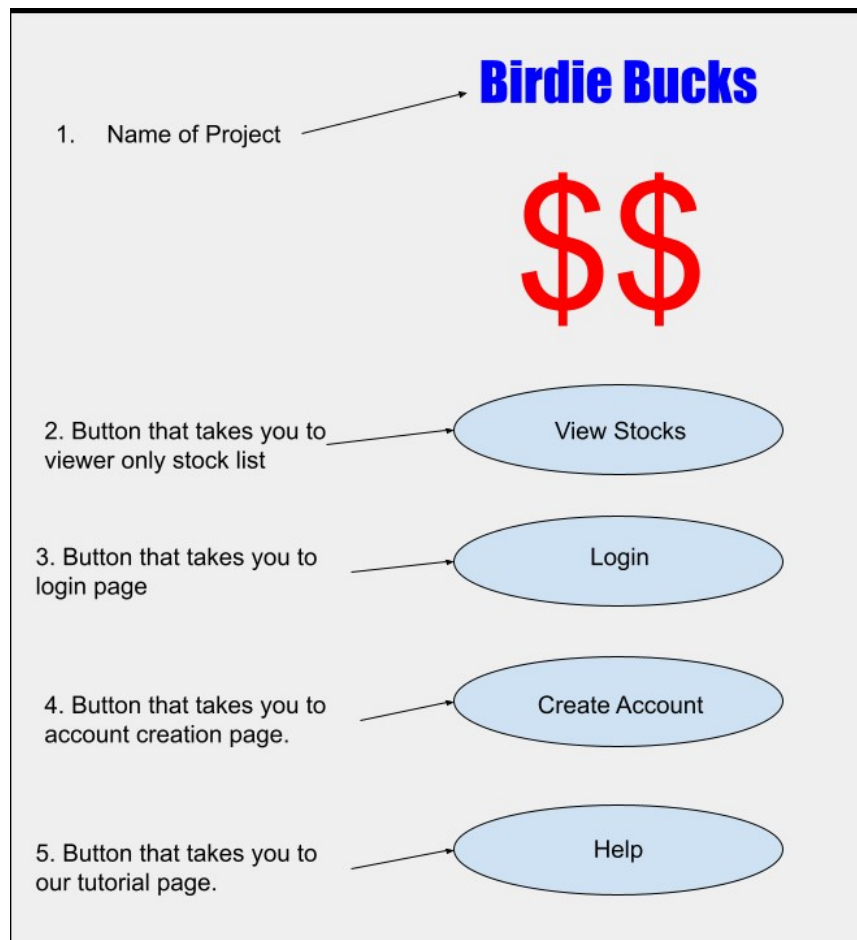 Birdie Bucks
1. Name of Project
$$
2. Button that takes you to
viewer only stock list
View Stocks
3. Button that takes you to
login page
Login
4. Button that takes you to
account creation page.
Create Account
5. Button that takes you to
our tutorial page.
Help